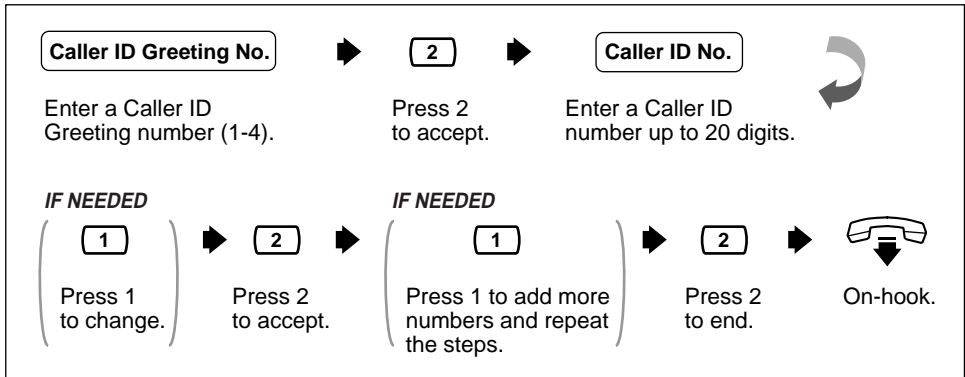 Caller ID Greeting No. 2 Caller ID No.
Enter a Caller ID Press 2 Enter a Caller ID
Greeting number (1-4). to accept. number up to 20 digits.
IF NEEDED IF NEEDED
1 2 1 2
Press 1 Press 2 Press 1 to add more Press 2 On-hook.
to change. to accept. numbers and repeat to end.
the steps.